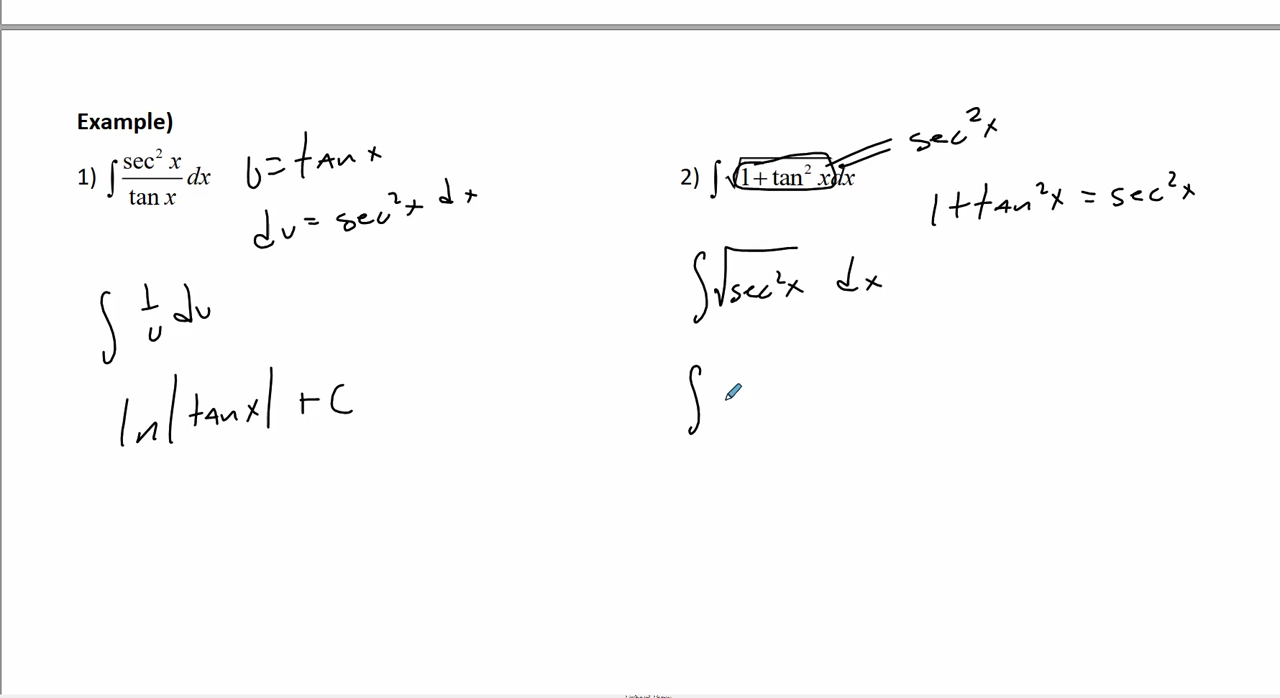 Example)
1) ∫ sec² x / tan x dx
u = tan x
du = sec² x dx
∫ 1/u du
ln|tan x| + C
2) ∫ √(1 + tan² x) dx
sec² x
1 + tan² x = sec² x
∫ √(sec² x) dx
∫